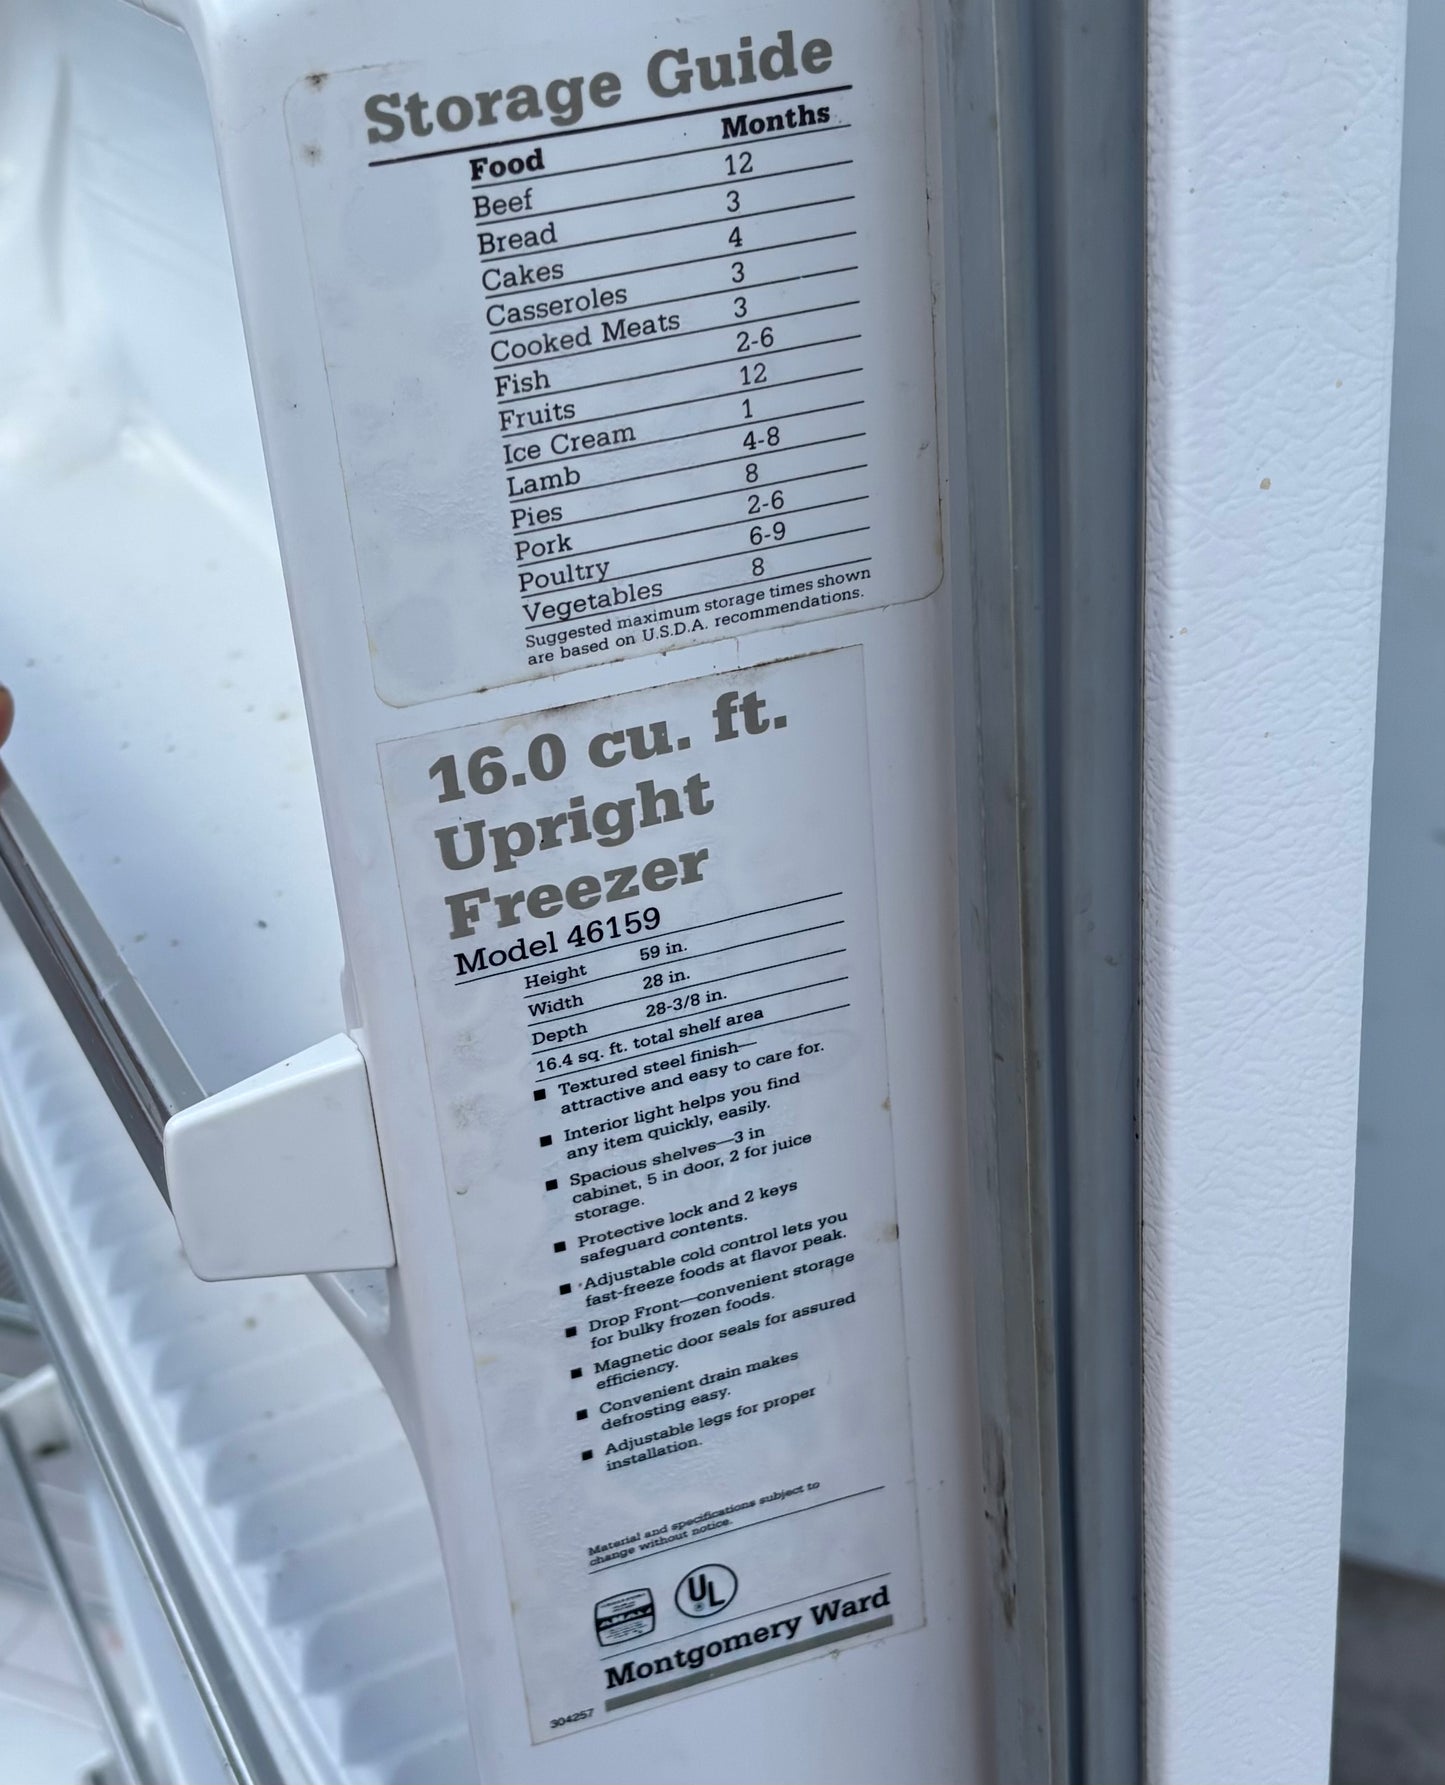 Storage Guide
Food Months
Beef 12
Bread 3
Cakes 4
Casseroles 3
Cooked Meats 3
Fish 2-6
Fruits 12
Ice Cream 1
Lamb 4-8
Pies 8
Pork 2-6
Poultry 6-9
Vegetables 8
Suggested maximum storage times shown
are based on U.S.D.A. recommendations.
16.0 cu. ft.
Upright
Freezer
Model 46159
Height 59 in.
Width 28 in.
Depth 28-3/8 in.
16.4 sq. ft. total shelf area
■ Textured steel finish—
attractive and easy to care for.
■ Interior light helps you find
any item quickly, easily.
■ Spacious shelves—3 in
cabinet, 5 in door, 2 for juice
storage.
■ Protective lock and 2 keys
safeguard contents.
■ Adjustable cold control lets you
fast-freeze foods at flavor peak.
■ Drop Front—convenient storage
for bulky frozen foods.
■ Magnetic door seals for assured
efficiency.
■ Convenient drain makes
defrosting easy.
■ Adjustable legs for proper
installation.
Material and specifications subject to
change without notice.
UL
Montgomery Ward
304257